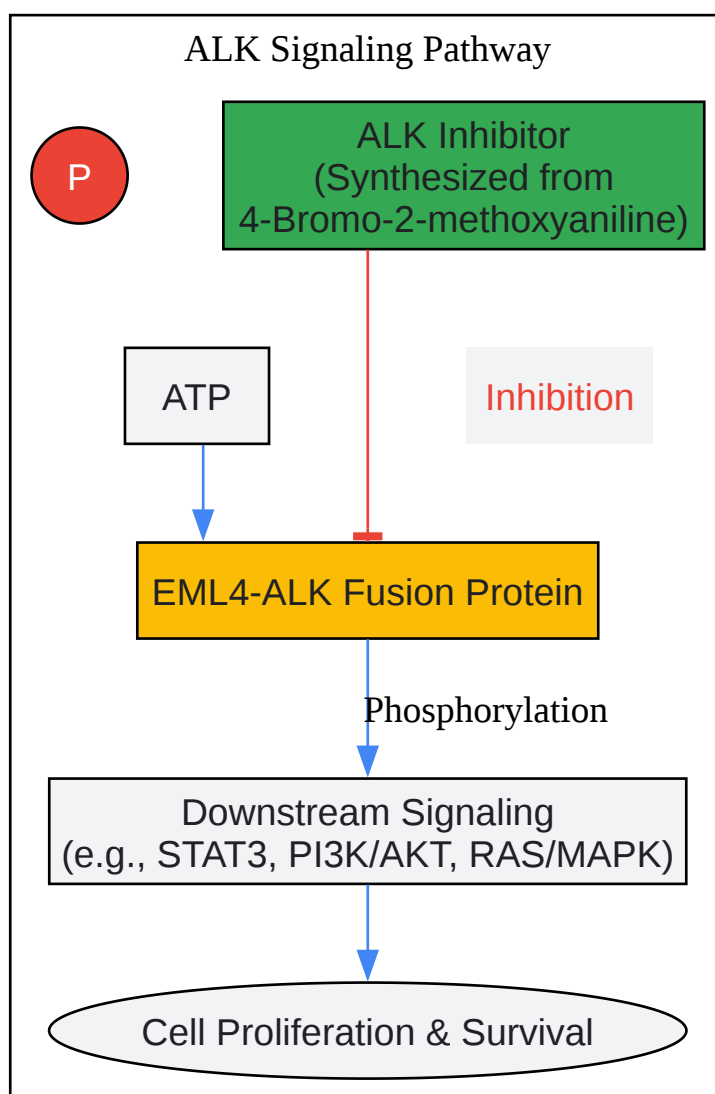 ALK Signaling Pathway
P
ALK Inhibitor
(Synthesized from
4-Bromo-2-methoxyaniline)
ATP
Inhibition
EML4-ALK Fusion Protein
Phosphorylation
Downstream Signaling
(e.g., STAT3, PI3K/AKT, RAS/MAPK)
Cell Proliferation & Survival